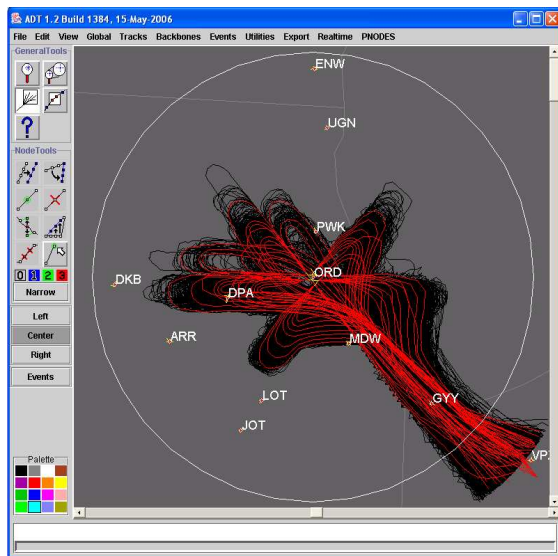 ADT 1.2 Build 1384, 15-May-2006
File Edit View Global Tracks Backbones Events Utilities Export Realtime PNODES
GeneralTools
NodeTools
0 1 2 3
Narrow
Left
Center
Right
Events
Palette
ENW
UGN
PWK
ORD
DKB
DPA
ARR
MDW
LOT
GYY
JOT